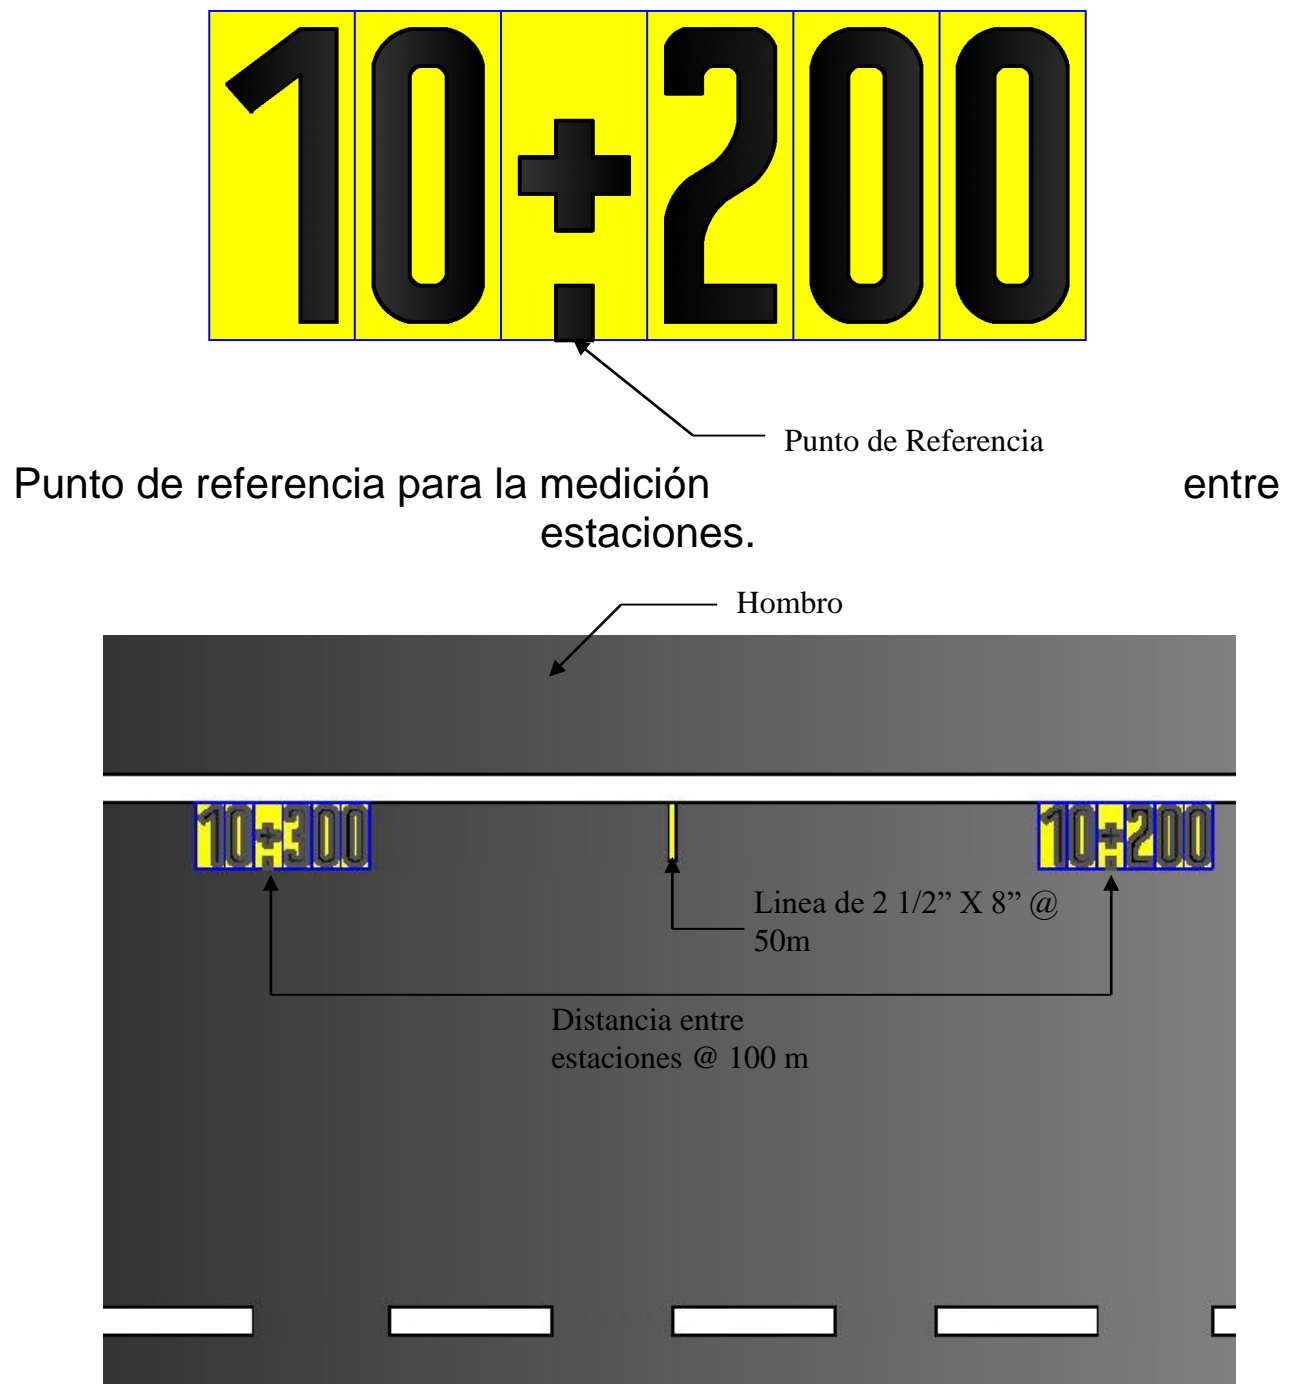 10+200
Punto de Referencia
Punto de referencia para la medición entre
estaciones.
Hombro
10+300
10+200
Linea de 2 1/2” X 8” @
50m
Distancia entre
estaciones @ 100 m